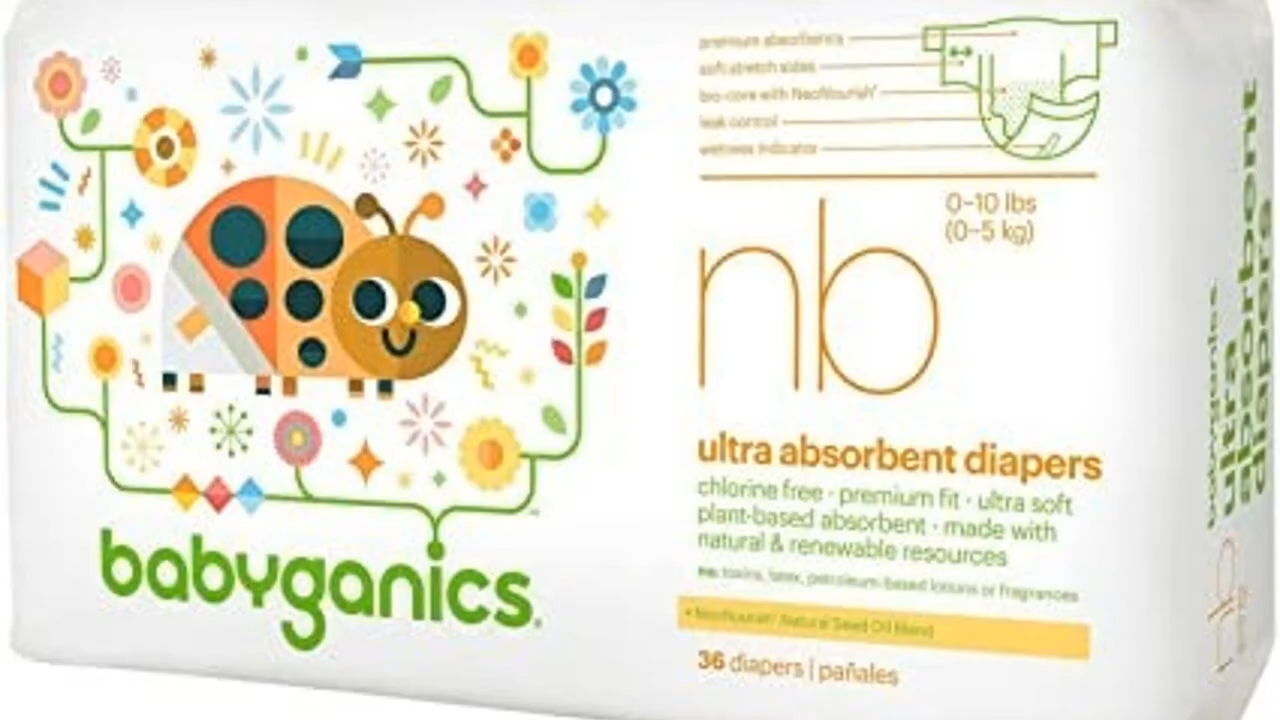 babyganics
premium absorbency
soft stretch sides
bio-core with NeoNourish
leak control
wetness indicator
nb
0-10 lbs
(0-5 kg)
ultra absorbent diapers
chlorine free · premium fit · ultra soft
plant-based absorbent · made with
natural & renewable resources
no: toxins, latex, petroleum-based lotions or fragrances
• NeoNourish® Natural Seed Oil Blend
36 diapers | pañales
babyganics
ultra
absorbent
diapers
nb